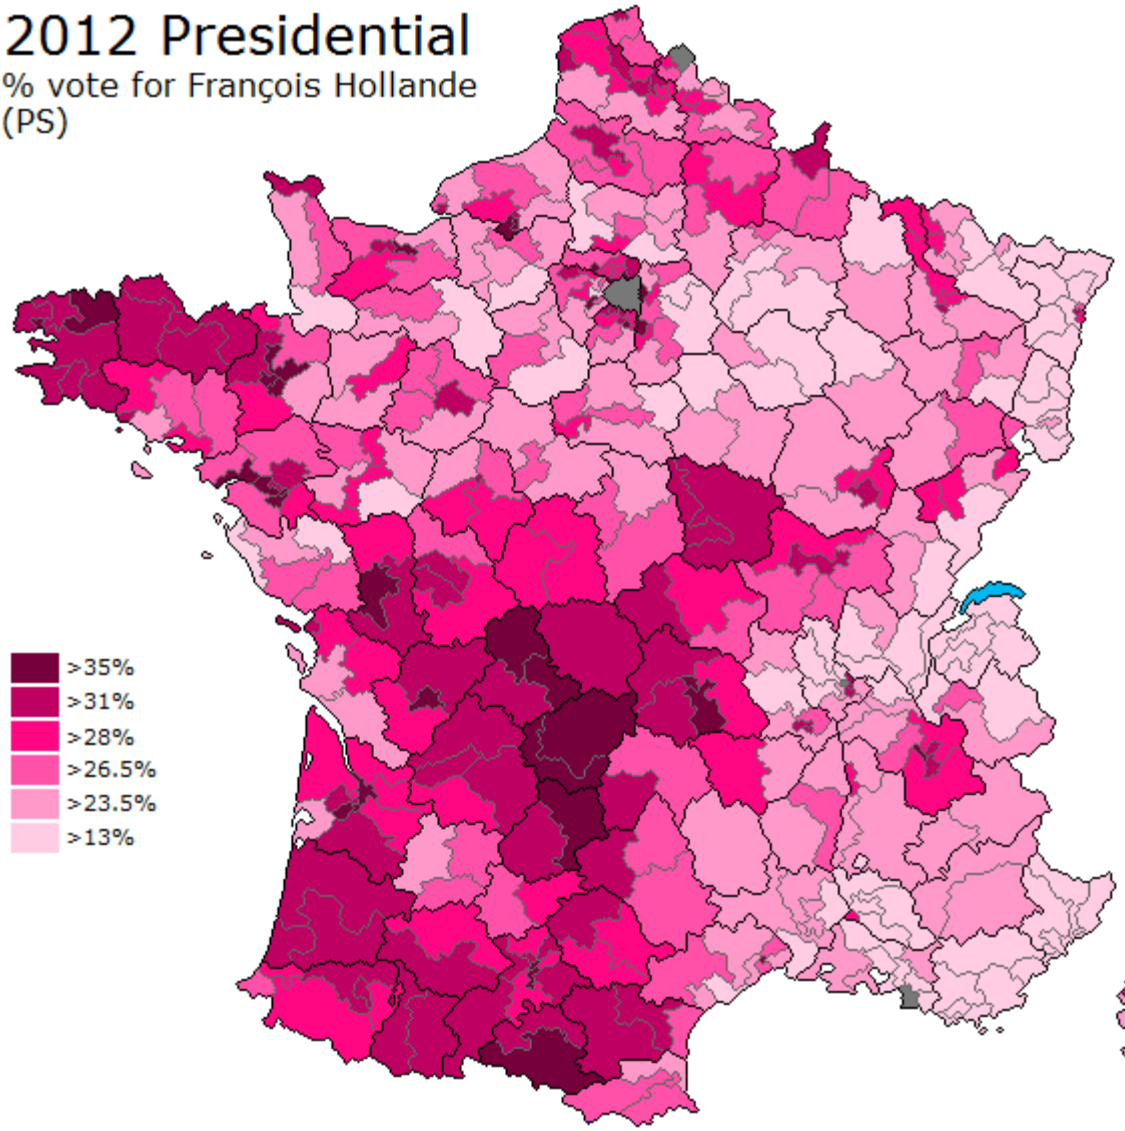 2012 Presidential
% vote for François Hollande
(PS)
>35%
>31%
>28%
>26.5%
>23.5%
>13%